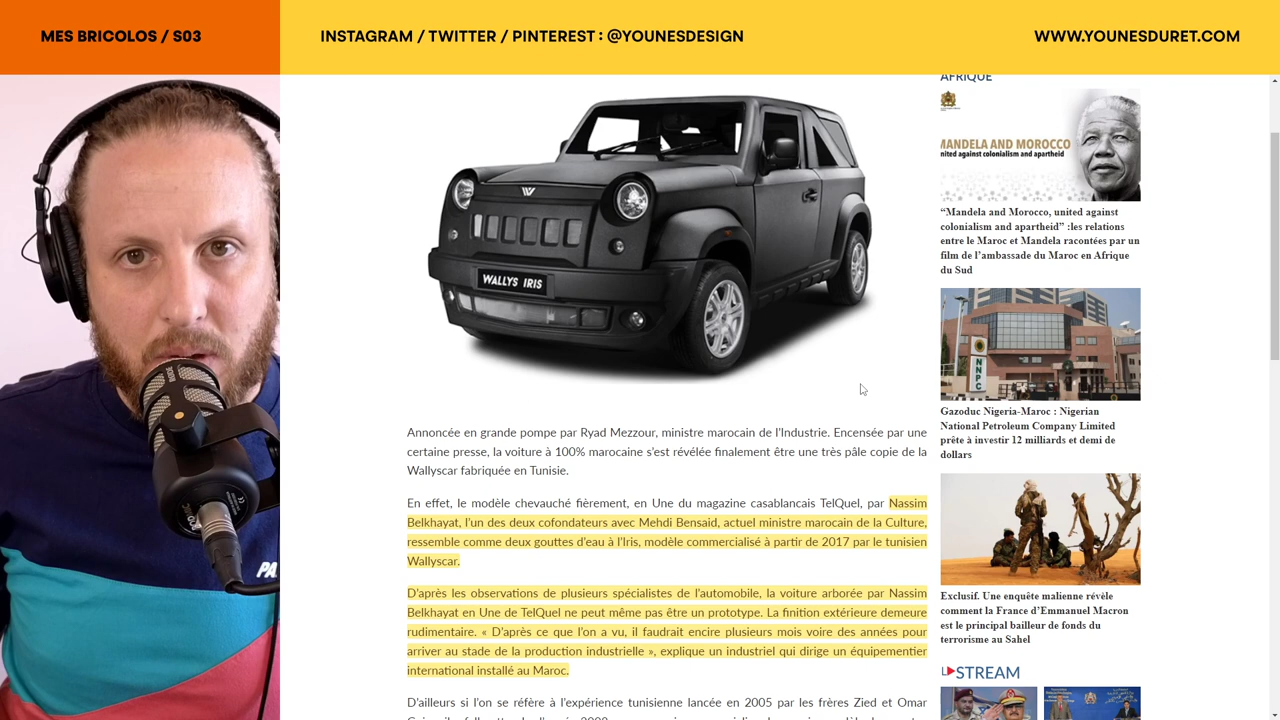 MES BRICOLOS / S03
INSTAGRAM / TWITTER / PINTEREST : @YOUNESDESIGN
WWW.YOUNESDURET.COM
WALLYS IRIS
Annoncée en grande pompe par Ryad Mezzour, ministre marocain de l'Industrie. Encensée par une
certaine presse, la voiture à 100% marocaine s'est révélée finalement être une très pâle copie de la
Wallyscar fabriquée en Tunisie.
En effet, le modèle chevauché fièrement, en Une du magazine casablancais TelQuel, par Nassim
Belkhayat, l'un des deux cofondateurs avec Mehdi Bensaid, actuel ministre marocain de la Culture,
ressemble comme deux gouttes d'eau à l'Iris, modèle commercialisé à partir de 2017 par le tunisien
Wallyscar.
D'après les observations de plusieurs spécialistes de l'automobile, la voiture arborée par Nassim
Belkhayat en Une de TelQuel ne peut même pas être un prototype. La finition extérieure demeure
rudimentaire. « D'après ce que l'on a vu, il faudrait encire plusieurs mois voire des années pour
arriver au stade de la production industrielle », explique un industriel qui dirige un équipementier
international installé au Maroc.
si l'on se réfère à l'expérience tunisienne lancée en 2005 par les frères Zied et Omar
AFRIQUE
MANDELA AND MOROCCO
nited against colonialism and apartheid
“Mandela and Morocco, united against
colonialism and apartheid” :les relations
entre le Maroc et Mandela racontées par un
film de l'ambassade du Maroc en Afrique
du Sud
NNPC
Gazoduc Nigeria-Maroc : Nigerian
National Petroleum Company Limited
prête à investir 12 milliards et demi de
dollars
Exclusif. Une enquête malienne révèle
comment la France d'Emmanuel Macron
est le principal bailleur de fonds du
terrorisme au Sahel
STREAM
PA